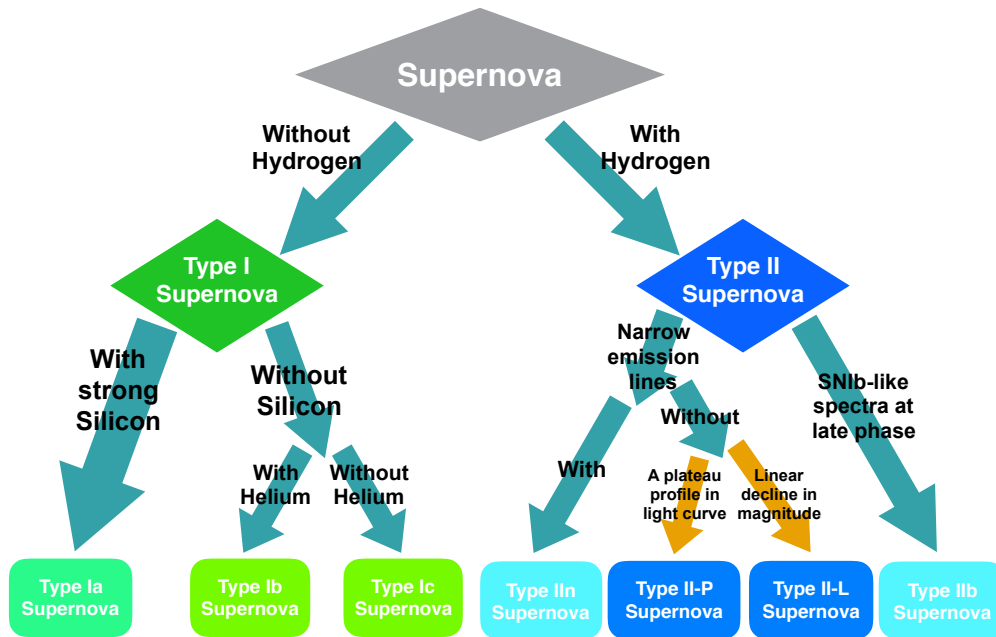 Supernova
Without
Hydrogen
With
Hydrogen
Type I
Supernova
Type II
Supernova
With
strong
Silicon
Without
Silicon
Narrow
emission
lines
SNIb-like
spectra at
late phase
Without
With
With
Helium
Without
Helium
A plateau
profile in
light curve
Linear
decline in
magnitude
Type Ia
Supernova
Type Ib
Supernova
Type Ic
Supernova
Type IIn
Supernova
Type II-P
Supernova
Type II-L
Supernova
Type IIb
Supernova